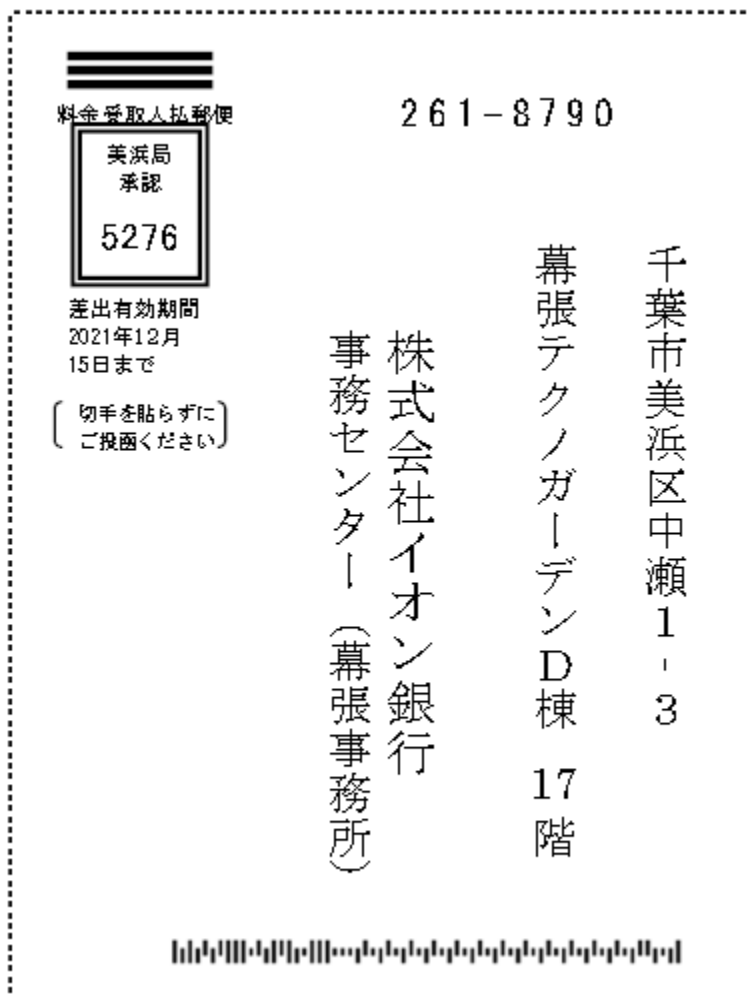 料金受取人払郵便
美浜局
承認
5276
差出有効期間
2021年12月
15日まで
切手を貼らずに
ご投函ください
261-8790
千葉市美浜区中瀬1-3
幕張テクノガーデンD棟 17階
株式会社イオン銀行
事務センター（幕張事務所）